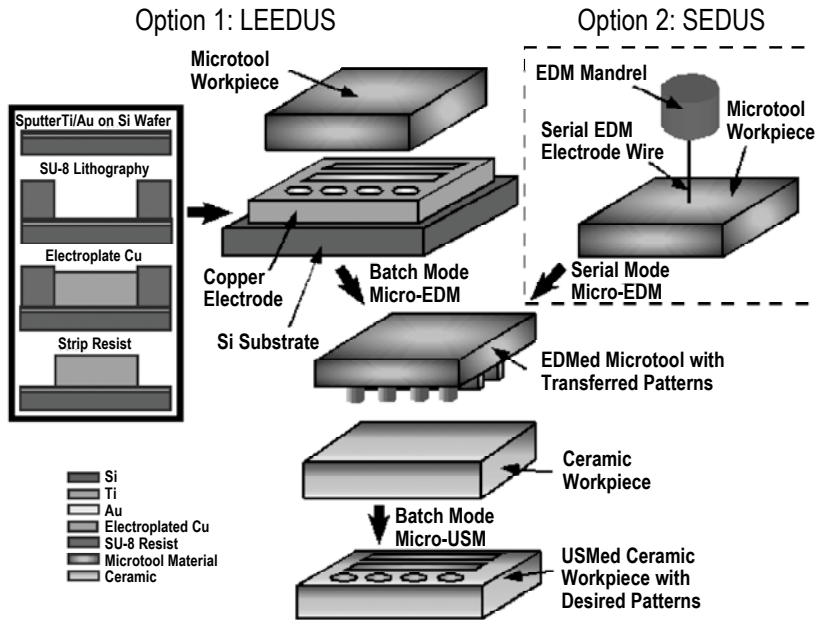 Option 1: LEEDUS
Option 2: SEDUS
Microtool
Workpiece
EDM Mandrel
Microtool
Workpiece
Serial EDM
Electrode Wire
SputterTi/Au on Si Wafer
SU-8 Lithography
Electroplate Cu
Strip Resist
Copper
Electrode
Si Substrate
Batch Mode
Micro-EDM
Serial Mode
Micro-EDM
EDMed Microtool with
Transferred Patterns
Ceramic
Workpiece
Batch Mode
Micro-USM
USMed Ceramic
Workpiece with
Desired Patterns
Si
Ti
Au
Electroplated Cu
SU-8 Resist
Microtool Material
Ceramic